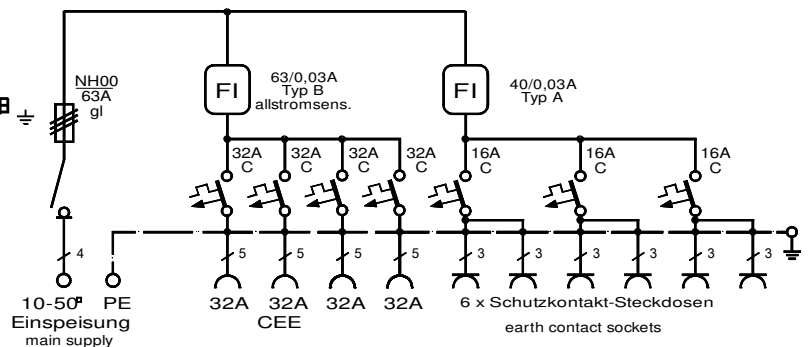 NH00
63A
gl
FI
63/0,03A
Typ B
allstromsens.
FI
40/0,03A
Typ A
32A
C
32A
C
32A
C
32A
C
16A
C
16A
C
16A
C
4
5
5
5
5
3
3
3
3
3
3
10-50
PE
Einspeisung
main supply
32A
32A
32A
32A
CEE
6 x Schutzkontakt-Steckdosen
earth contact sockets